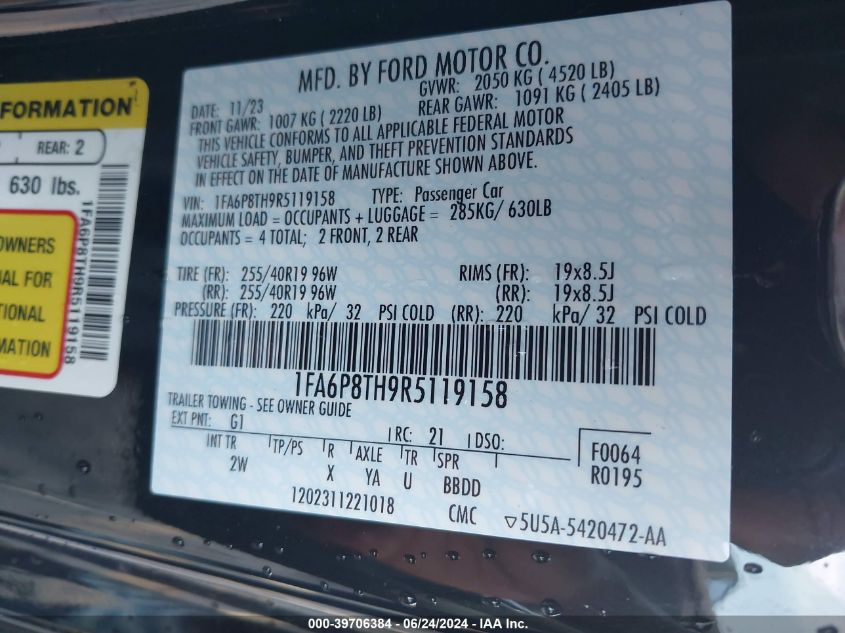 FORMATION
REAR: 2
630 lbs.
OWNERS
AL FOR
TIONAL
MATION
1FA6P8TH9R5119158
MFD. BY FORD MOTOR CO.
DATE: 11/23 GVWR: 2050 KG ( 4520 LB)
FRONT GAWR: 1007 KG ( 2220 LB) REAR GAWR: 1091 KG ( 2405 LB)
THIS VEHICLE CONFORMS TO ALL APPLICABLE FEDERAL MOTOR
VEHICLE SAFETY, BUMPER, AND THEFT PREVENTION STANDARDS
IN EFFECT ON THE DATE OF MANUFACTURE SHOWN ABOVE.
VIN: 1FA6P8TH9R5119158 TYPE: Passenger Car
MAXIMUM LOAD = OCCUPANTS + LUGGAGE = 285KG/ 630LB
OCCUPANTS = 4 TOTAL; 2 FRONT, 2 REAR
TIRE (FR): 255/40R19 96W RIMS (FR): 19x8.5J
(RR): 255/40R19 96W (RR): 19x8.5J
PRESSURE (FR): 220 kPa/ 32 PSI COLD (RR): 220 kPa/ 32 PSI COLD
1FA6P8TH9R5119158
TRAILER TOWING - SEE OWNER GUIDE
EXT PNT: G1 RC: 21 DSO: F0064
INT TR TP/PS R AXLE TR SPR R0195
2W X YA U BBDD
1202311221018 CMC ▽5U5A-5420472-AA
000-39706384 - 06/24/2024 - IAA Inc.